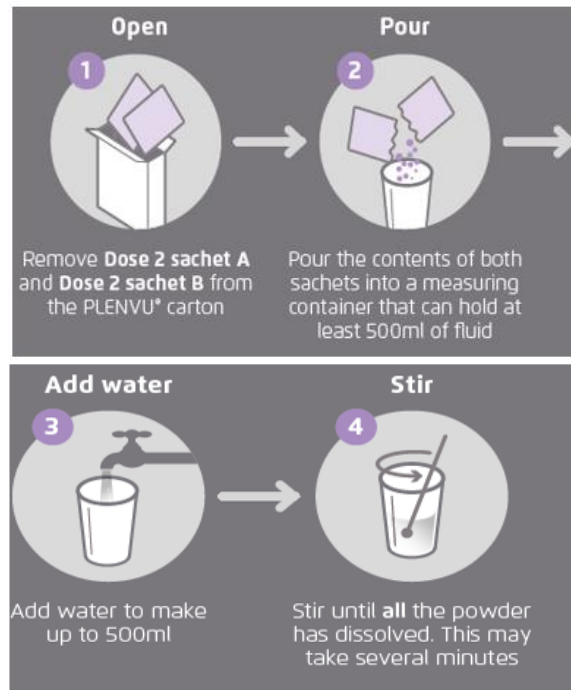 Open
1
Remove Dose 2 sachet A
and Dose 2 sachet B from
the PLENVU® carton
Pour
2
Pour the contents of both
sachets into a measuring
container that can hold at
least 500ml of fluid
Add water
3
Add water to make
up to 500ml
Stir
4
Stir until all the powder
has dissolved. This may
take several minutes